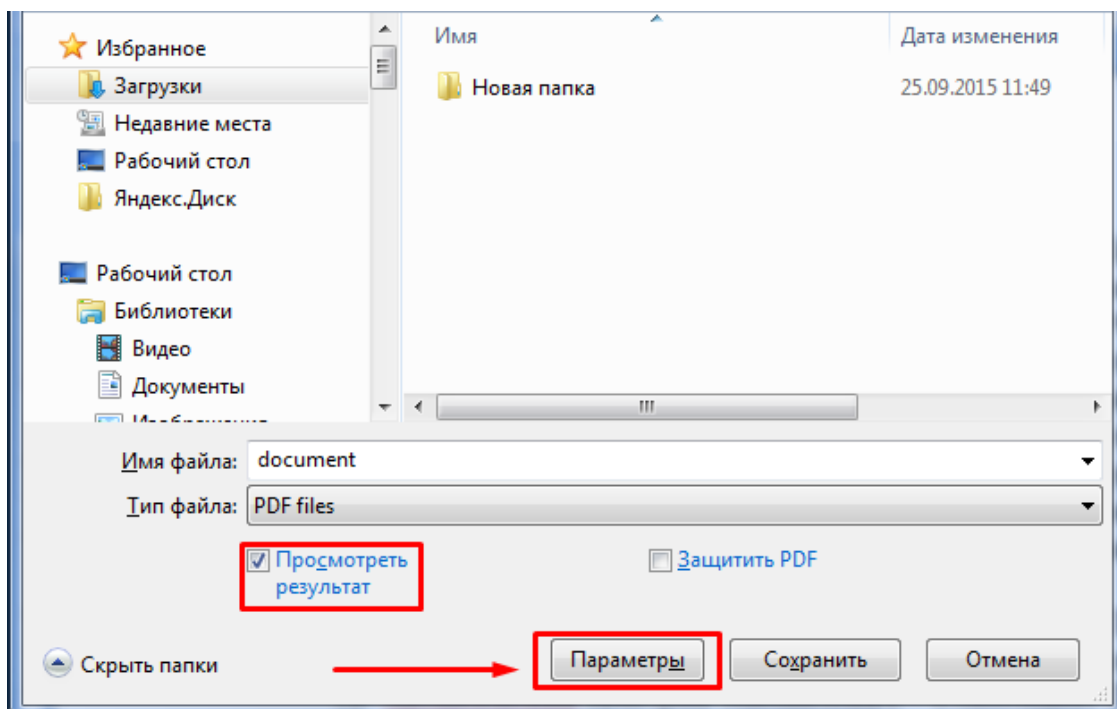 Избранное
Загрузки
Недавние места
Рабочий стол
Яндекс.Диск
Рабочий стол
Библиотеки
Видео
Документы
Имя
Дата изменения
Новая папка
25.09.2015 11:49
Имя файла: document
Тип файла: PDF files
Просмотреть
результат
Защитить PDF
Скрыть папки
Параметры
Сохранить
Отмена